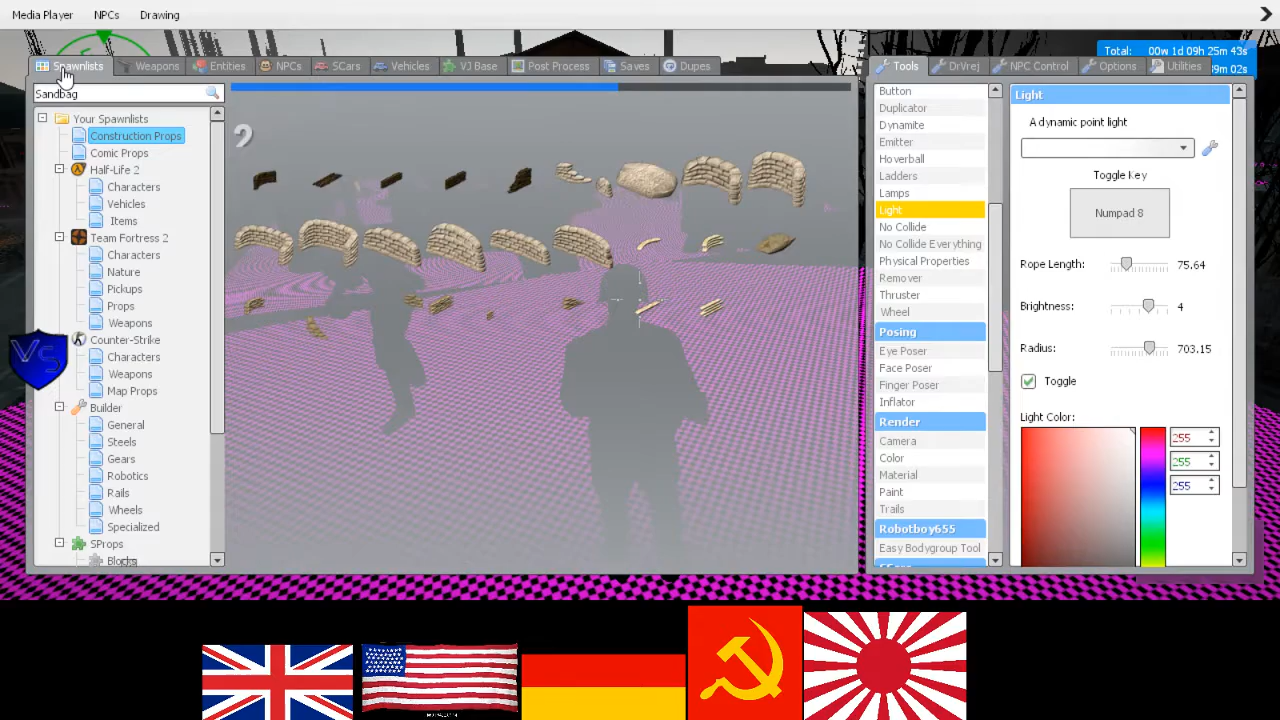 Media Player NPCs Drawing
Total: 00w 1d 09h 25m 43s
39m 02s
Spawnlists Weapons Entities NPCs SCars Vehicles VJ Base Post Process Saves Dupes
Tools DrVrej NPC Control Options Utilities
Sandbag
Your Spawnlists
Construction Props
Comic Props
Half-Life 2
Characters
Vehicles
Items
Team Fortress 2
Characters
Nature
Pickups
Props
Weapons
Counter-Strike
Characters
Weapons
Map Props
Builder
General
Steels
Gears
Robotics
Rails
Wheels
Specialized
SProps
Blocks
VS
Button
Duplicator
Dynamite
Emitter
Hoverball
Ladders
Lamps
Light
No Collide
No Collide Everything
Physical Properties
Remover
Thruster
Wheel
Posing
Eye Poser
Face Poser
Finger Poser
Inflator
Render
Camera
Color
Material
Paint
Trails
Robotboy655
Easy Bodygroup Tool
Light
A dynamic point light
Toggle Key
Numpad 8
Rope Length: 75.64
Brightness: 4
Radius: 703.15
Toggle
Light Color:
255
255
255